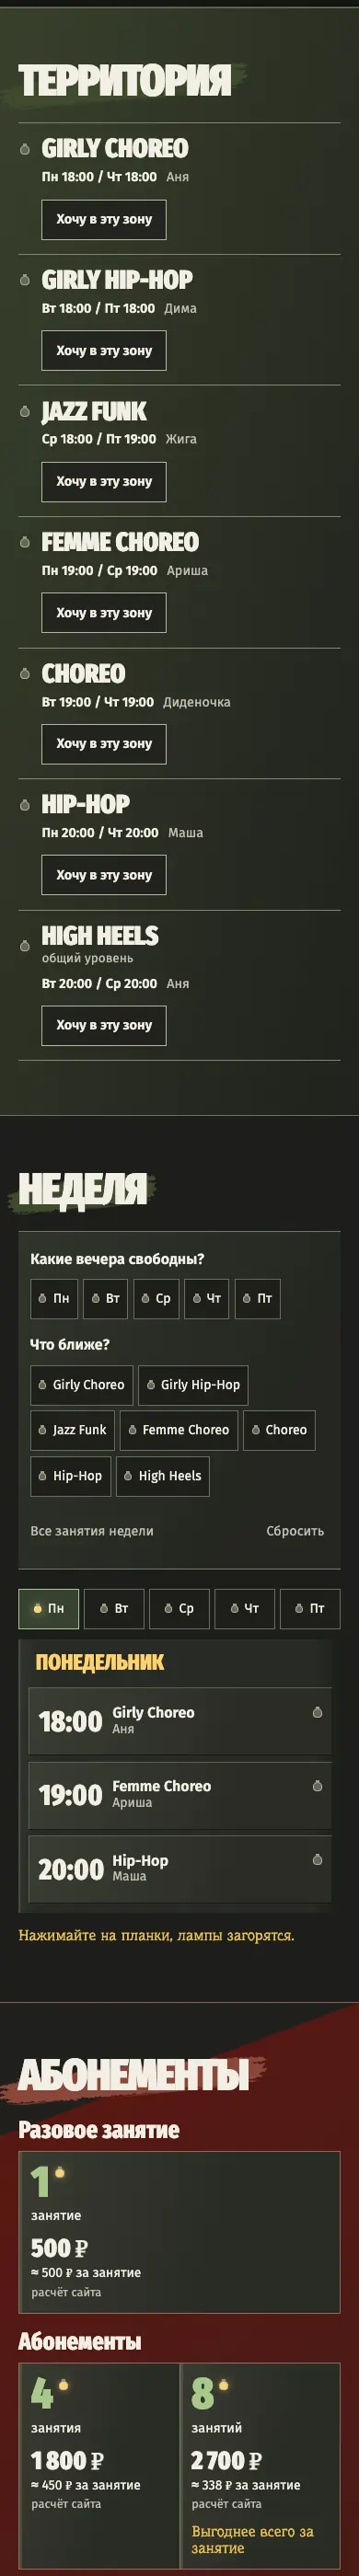 ТЕРРИТОРИЯ
GIRLY CHOREO
Пн 18:00 / Чт 18:00 Аня
Хочу в эту зону
GIRLY HIP-HOP
Вт 18:00 / Пт 18:00 Дима
Хочу в эту зону
JAZZ FUNK
Ср 18:00 / Пт 19:00 Жига
Хочу в эту зону
FEMME CHOREO
Пн 19:00 / Ср 19:00 Ариша
Хочу в эту зону
CHOREO
Вт 19:00 / Чт 19:00 Диденочка
Хочу в эту зону
HIP-HOP
Пн 20:00 / Чт 20:00 Маша
Хочу в эту зону
HIGH HEELS
общий уровень
Вт 20:00 / Ср 20:00 Аня
Хочу в эту зону
НЕДЕЛЯ
Какие вечера свободны?
Пн Вт Ср Чт Пт
Что ближе?
Girly Choreo Girly Hip-Hop
Jazz Funk Femme Choreo Choreo
Hip-Hop High Heels
Все занятия недели Сбросить
Пн Вт Ср Чт Пт
ПОНЕДЕЛЬНИК
18:00 Girly Choreo
Аня
19:00 Femme Choreo
Ариша
20:00 Hip-Hop
Маша
Нажимайте на планки, лампы загорятся.
АБОНЕМЕНТЫ
Разовое занятие
1
занятие
500 ₽
≈ 500 ₽ за занятие
расчёт сайта
Абонементы
4
занятия
1 800 ₽
≈ 450 ₽ за занятие
расчёт сайта
8
занятий
2 700 ₽
≈ 338 ₽ за занятие
расчёт сайта
Выгоднее всего за
занятие